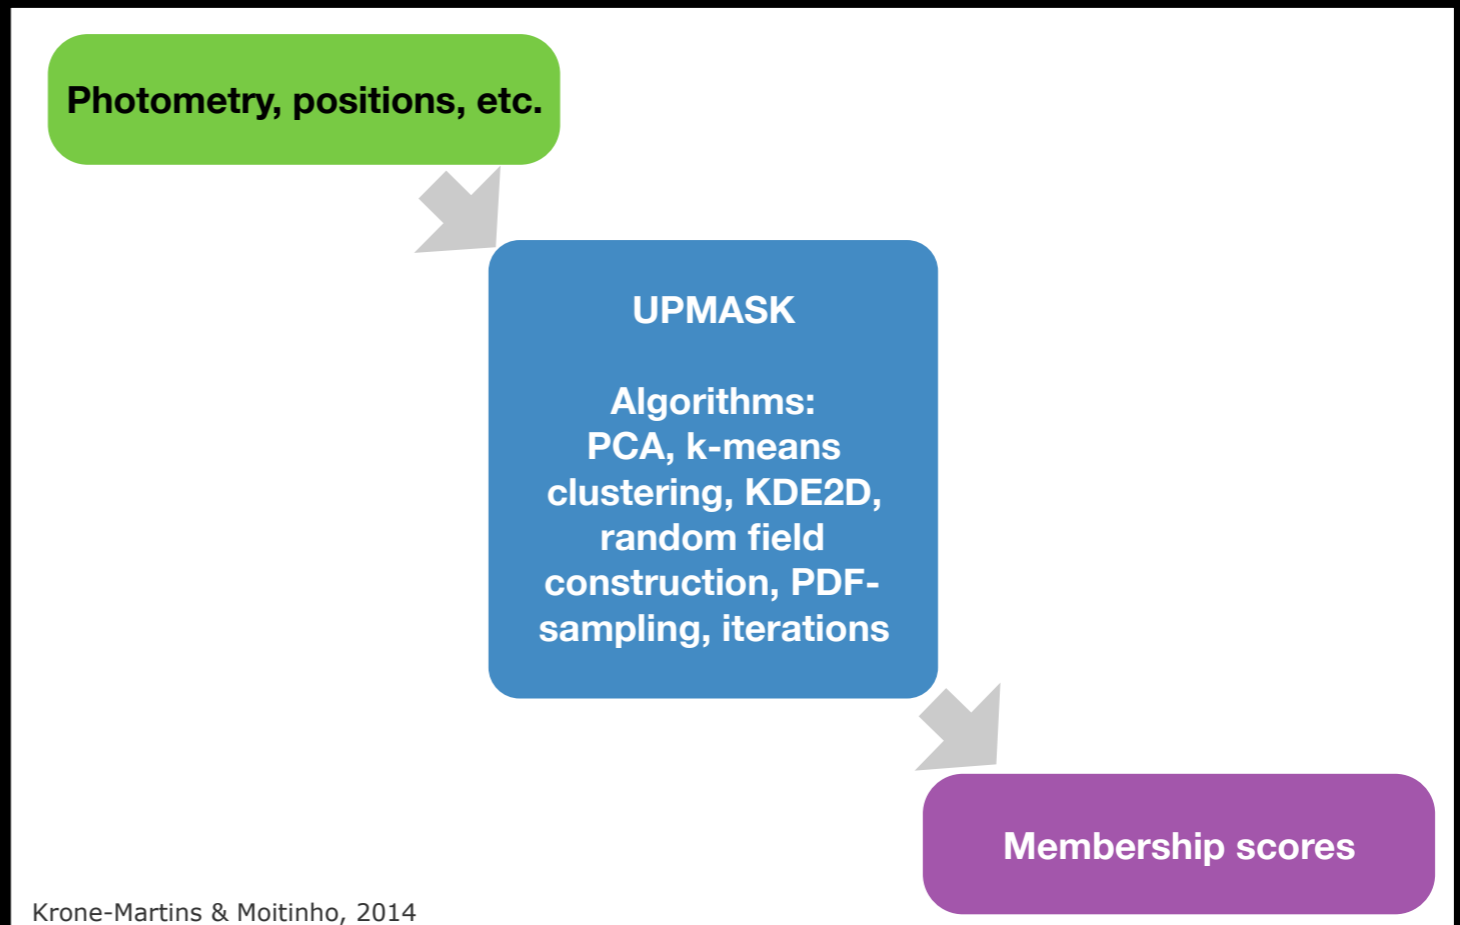 Photometry, positions, etc.
UPMASK
Algorithms:
PCA, k-means
clustering, KDE2D,
random field
construction, PDF-
sampling, iterations
Membership scores
Krone-Martins & Moitinho, 2014